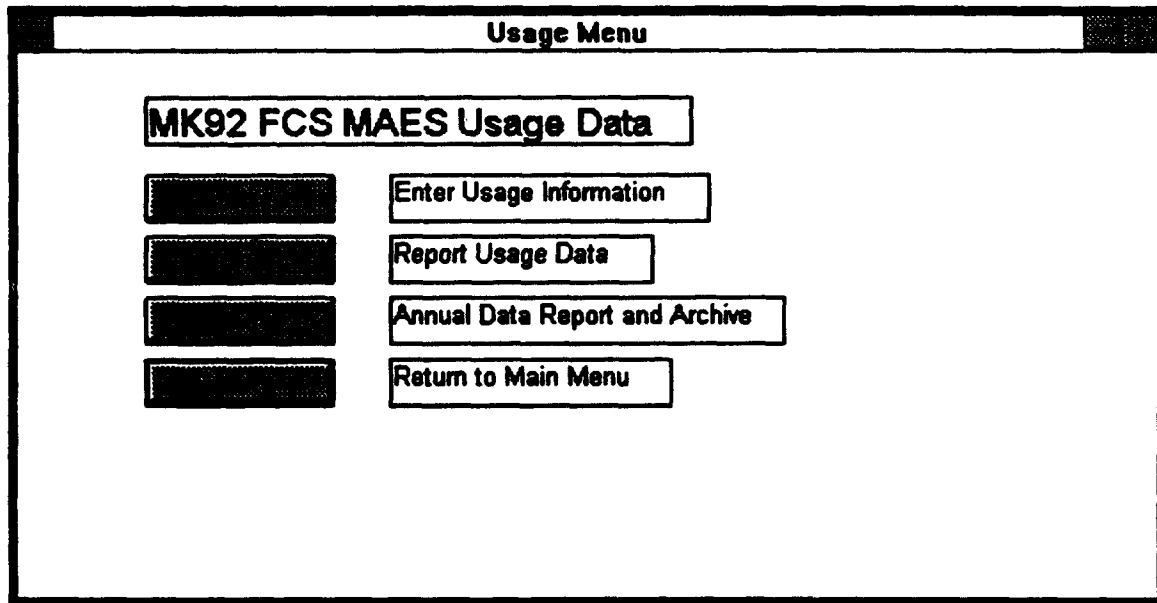 Usage Menu
MK92 FCS MAES Usage Data
Enter Usage Information
Report Usage Data
Annual Data Report and Archive
Return to Main Menu